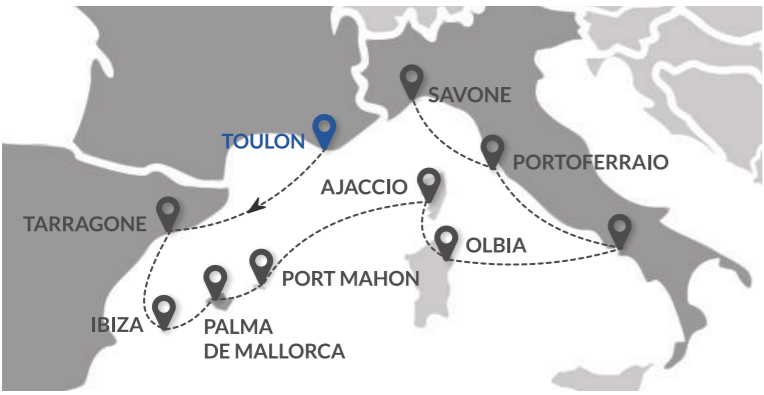 SAVONE
TOULON
PORTOFERRAIO
AJACCIO
TARRAGONE
OLBIA
PORT MAHON
IBIZA
PALMA
DE MALLORCA